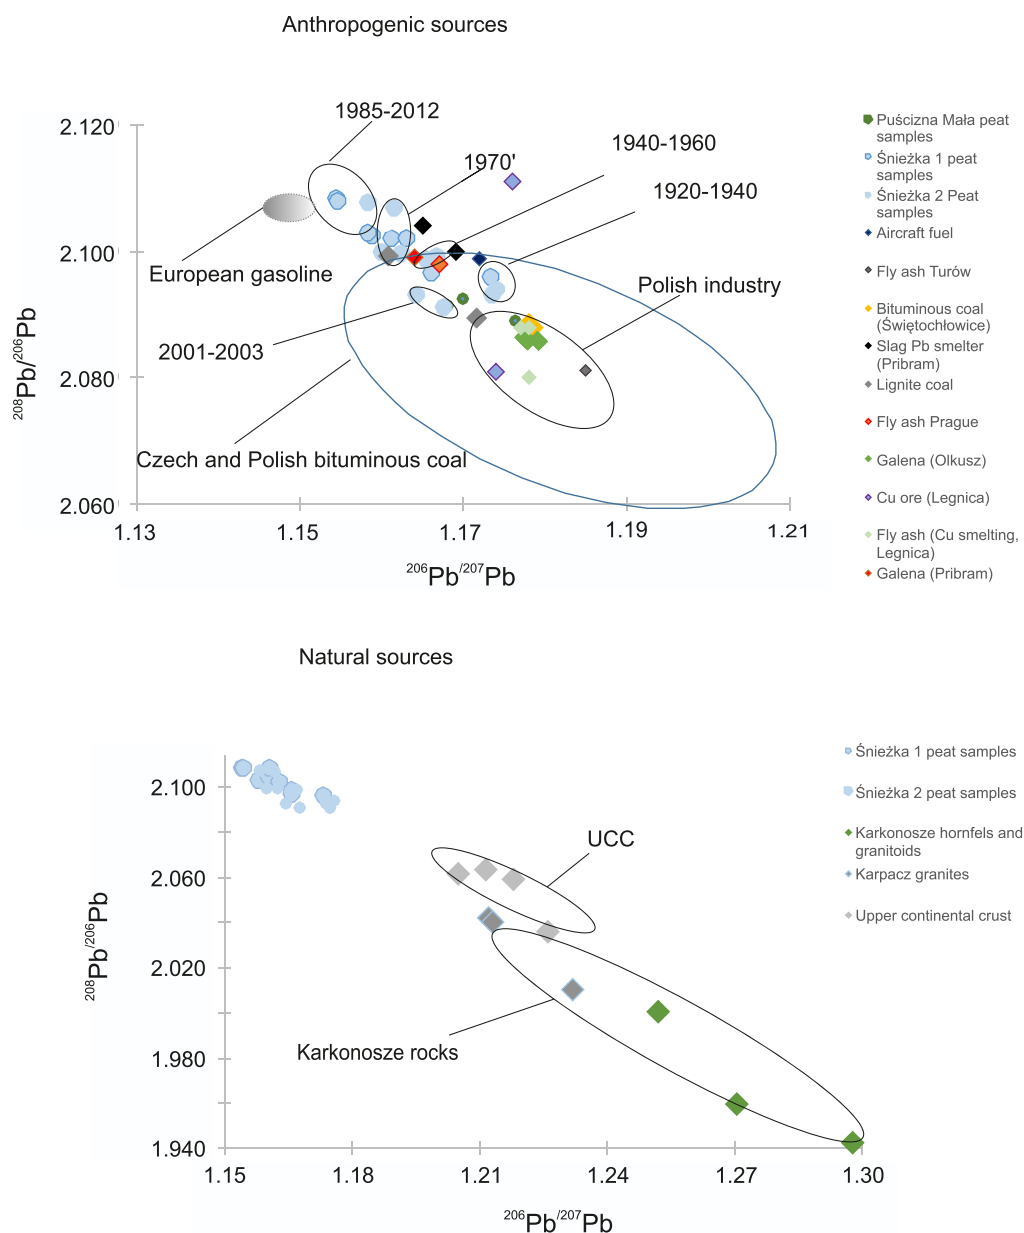 Anthropogenic sources
1985-2012
2.120
1940-1960
1970'
1920-1940
2.100
European gasoline
Polish industry
2001-2003
2.080
Czech and Polish bituminous coal
2.060
208Pb/206Pb
1.13
1.15
1.17
1.19
1.21
206Pb/207Pb
Puścizna Mała peat
samples
Śnieżka 1 peat
samples
Śnieżka 2 Peat
samples
Aircraft fuel
Fly ash Turów
Bituminous coal
(Świętochłowice)
Slag Pb smelter
(Pribram)
Lignite coal
Fly ash Prague
Galena (Olkusz)
Cu ore (Legnica)
Fly ash (Cu smelting,
Legnica)
Galena (Pribram)
Natural sources
2.100
UCC
2.060
2.020
Karkonosze rocks
1.980
1.940
208Pb/206Pb
1.15
1.18
1.21
1.24
1.27
1.30
206Pb/207Pb
Śnieżka 1 peat samples
Śnieżka 2 peat samples
Karkonosze hornfels and
granitoids
Karpacz granites
Upper continental crust